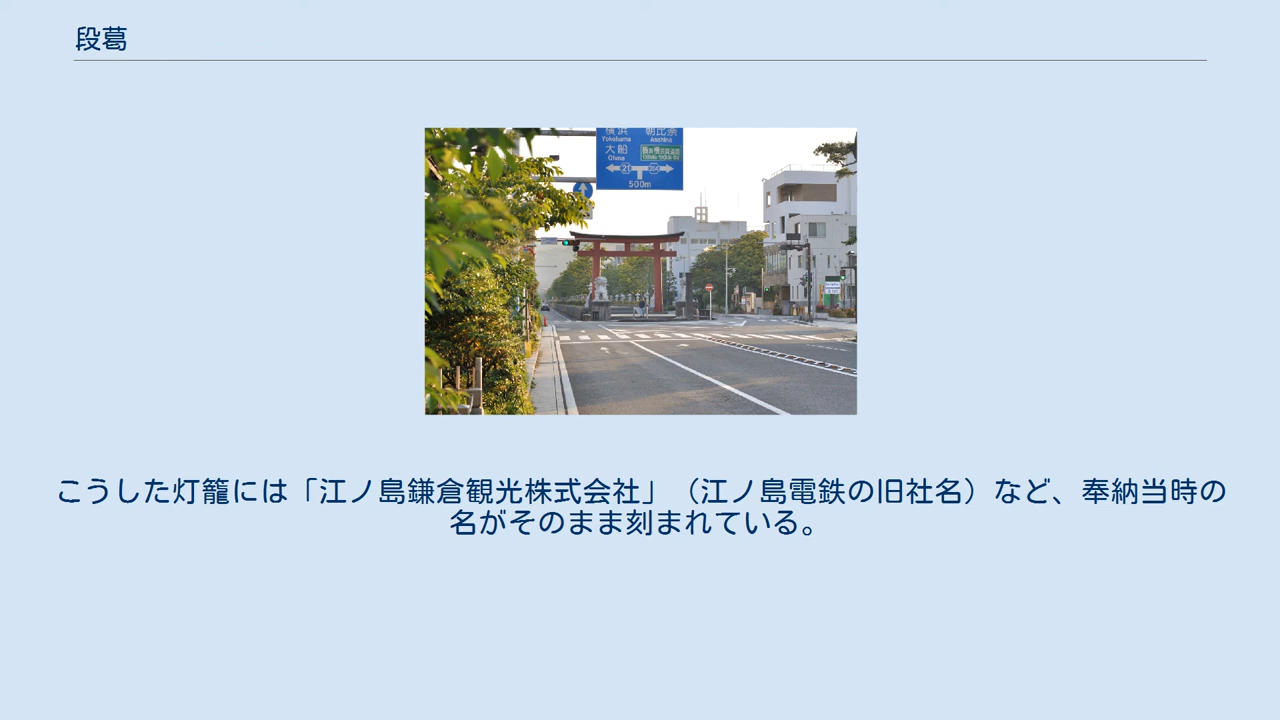 段葛
横浜 朝比奈
Yokohama Asahina
大船
Ofuna
21 204
500m
こうした灯籠には「江ノ島鎌倉観光株式会社」（江ノ島電鉄の旧社名）など、奉納当時の
名がそのまま刻まれている。